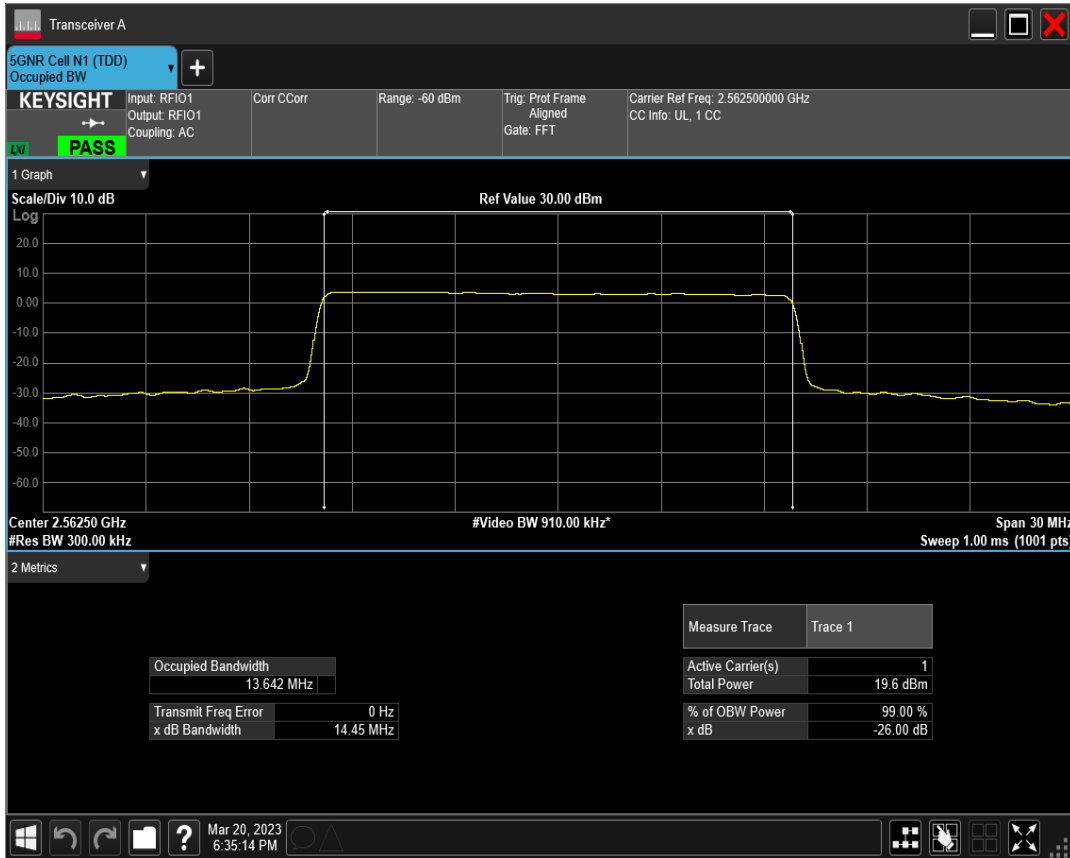 Transceiver A
5GNR Cell N1 (TDD)
Occupied BW
+
KEYSIGHT
LXI
PASS
Input: RFIO1
Output: RFIO1
Coupling: AC
Corr CCorr
Range: -60 dBm
Trig: Prot Frame
Aligned
Gate: FFT
Carrier Ref Freq: 2.562500000 GHz
CC Info: UL, 1 CC
1 Graph
Scale/Div 10.0 dB
Ref Value 30.00 dBm
Log
20.0
10.0
0.00
-10.0
-20.0
-30.0
-40.0
-50.0
-60.0
Center 2.56250 GHz
#Video BW 910.00 kHz*
Span 30 MHz
#Res BW 300.00 kHz
Sweep 1.00 ms (1001 pts)
2 Metrics
Measure Trace Trace 1
Occupied Bandwidth
13.642 MHz
Active Carrier(s) 1
Total Power 19.6 dBm
Transmit Freq Error 0 Hz
x dB Bandwidth 14.45 MHz
% of OBW Power 99.00 %
x dB -26.00 dB
?
Mar 20, 2023
6:35:14 PM